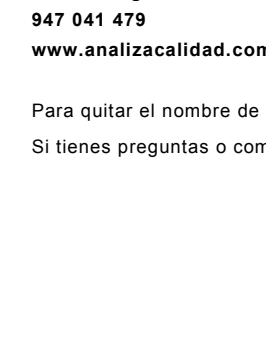 947 041 479
www.analizacalidad.com
Para quitar el nombre de
Si tienes preguntas o com